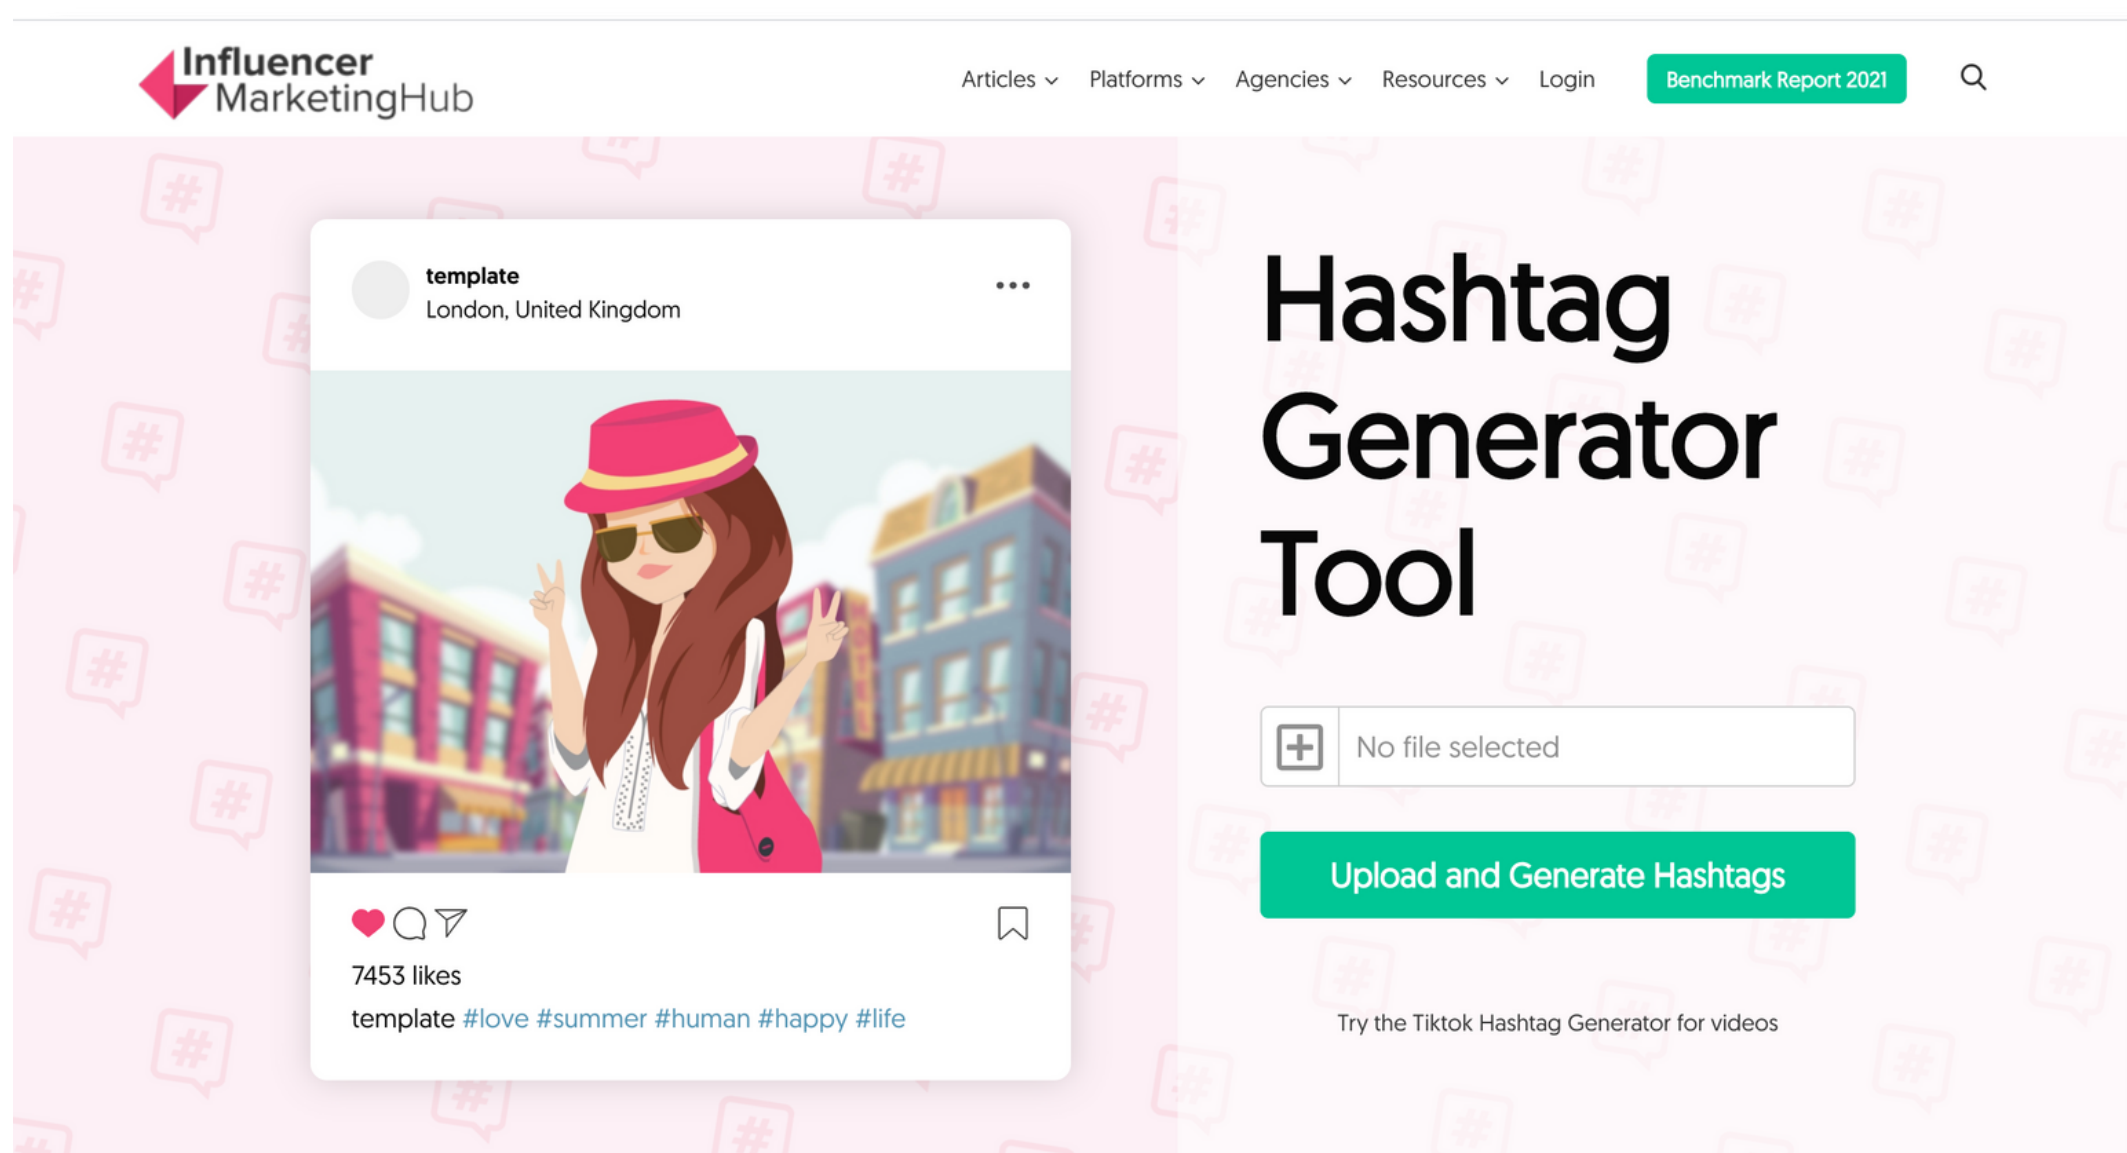 Influencer
MarketingHub
Articles Platforms Agencies Resources Login Benchmark Report 2021
template
London, United Kingdom
7453 likes
template #love #summer #human #happy #life
Hashtag
Generator
Tool
No file selected
Upload and Generate Hashtags
Try the Tiktok Hashtag Generator for videos